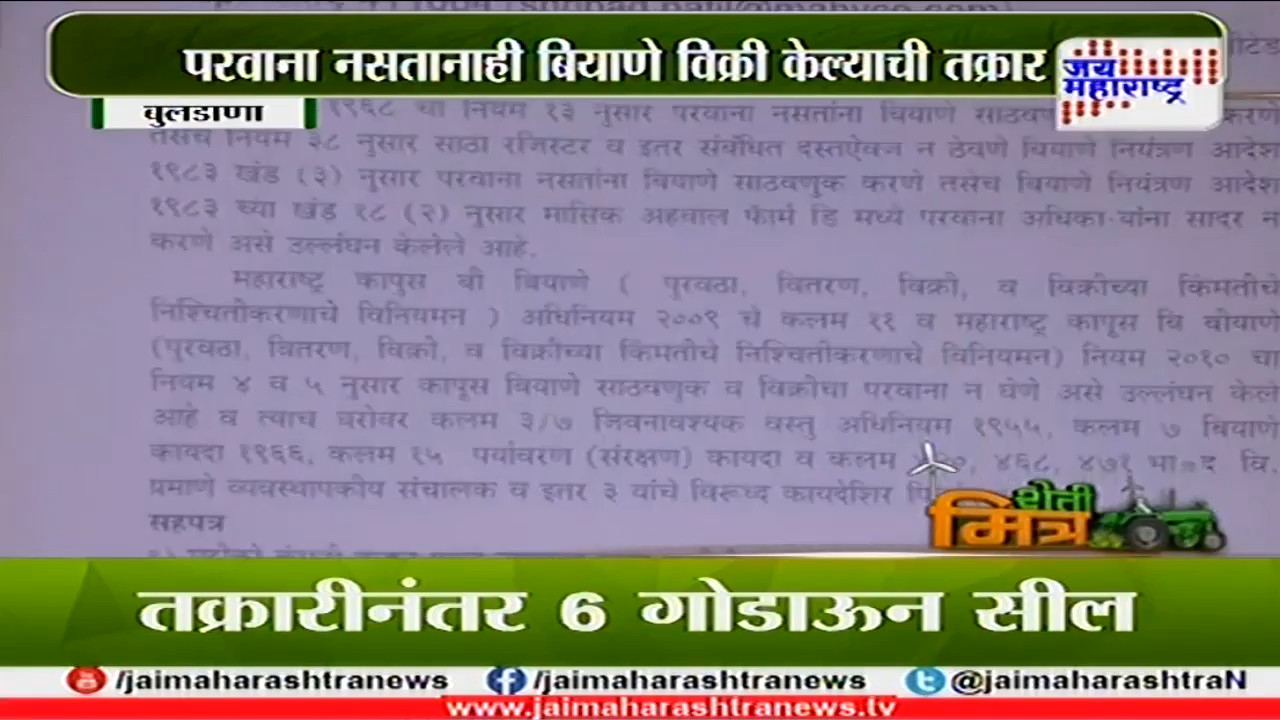 परवाना नसतानाही बियाणे विक्री केल्याची तक्रार
जय
महाराष्ट्र
बुलडाणा
१९६८ चा नियम १३ नुसार परवाना नसतांना बियाणे साठवण करणे
तसेच नियम ३८ नुसार साठा रजिस्टर व इतर संबंधित दस्तऐवज न ठेवणे बियाणे नियंत्रण आदेश
१९८३ खंड (३) नुसार परवाना नसतांना बियाणे साठवणुक करणे तसेच बियाणे नियंत्रण आदेश
१९८३ च्या खंड १८ (२) नुसार मासिक अहवाल फॅार्म डि मध्ये परवाना अधिका-यांना सादर न
करणे असे उल्लंघन केलेले आहे.
महाराष्ट्र कापुस बी बियाणे ( पुरवठा, वितरण, विक्री, व विक्रीच्या किंमतीचे
निश्चितीकरणाचे विनियमन ) अधिनियम २००९ चे कलम ११ व महाराष्ट्र कापूस बि बीयाणे
(पुरवठा, वितरण, विक्री, व विक्रीच्या किंमतीचे निश्चितीकरणाचे विनियमन) नियम २०१० चा
नियम ४ व ५ नुसार कापूस बियाणे साठवणुक व विक्रीचा परवाना न घेणे असे उल्लंघन केले
आहे व त्याच बरोबर कलम ३/७ जिवनावश्यक वस्तु अधिनियम १९५५, कलम ७ बियाणे
कायदा १९६६, कलम १५ पर्यावरण (संरक्षण) कायदा व कलम ४६८, ४७१ भादवि.
प्रमाणे व्यवस्थापकीय संचालक व इतर ३ यांचे विरूध्द कायदेशिर
सहपत्र
शेती
मित्र
तक्रारीनंतर 6 गोडाऊन सील
/jaimaharashtranews /jaimaharashtranews @jaimaharashtraN
www.jaimaharashtranews.tv